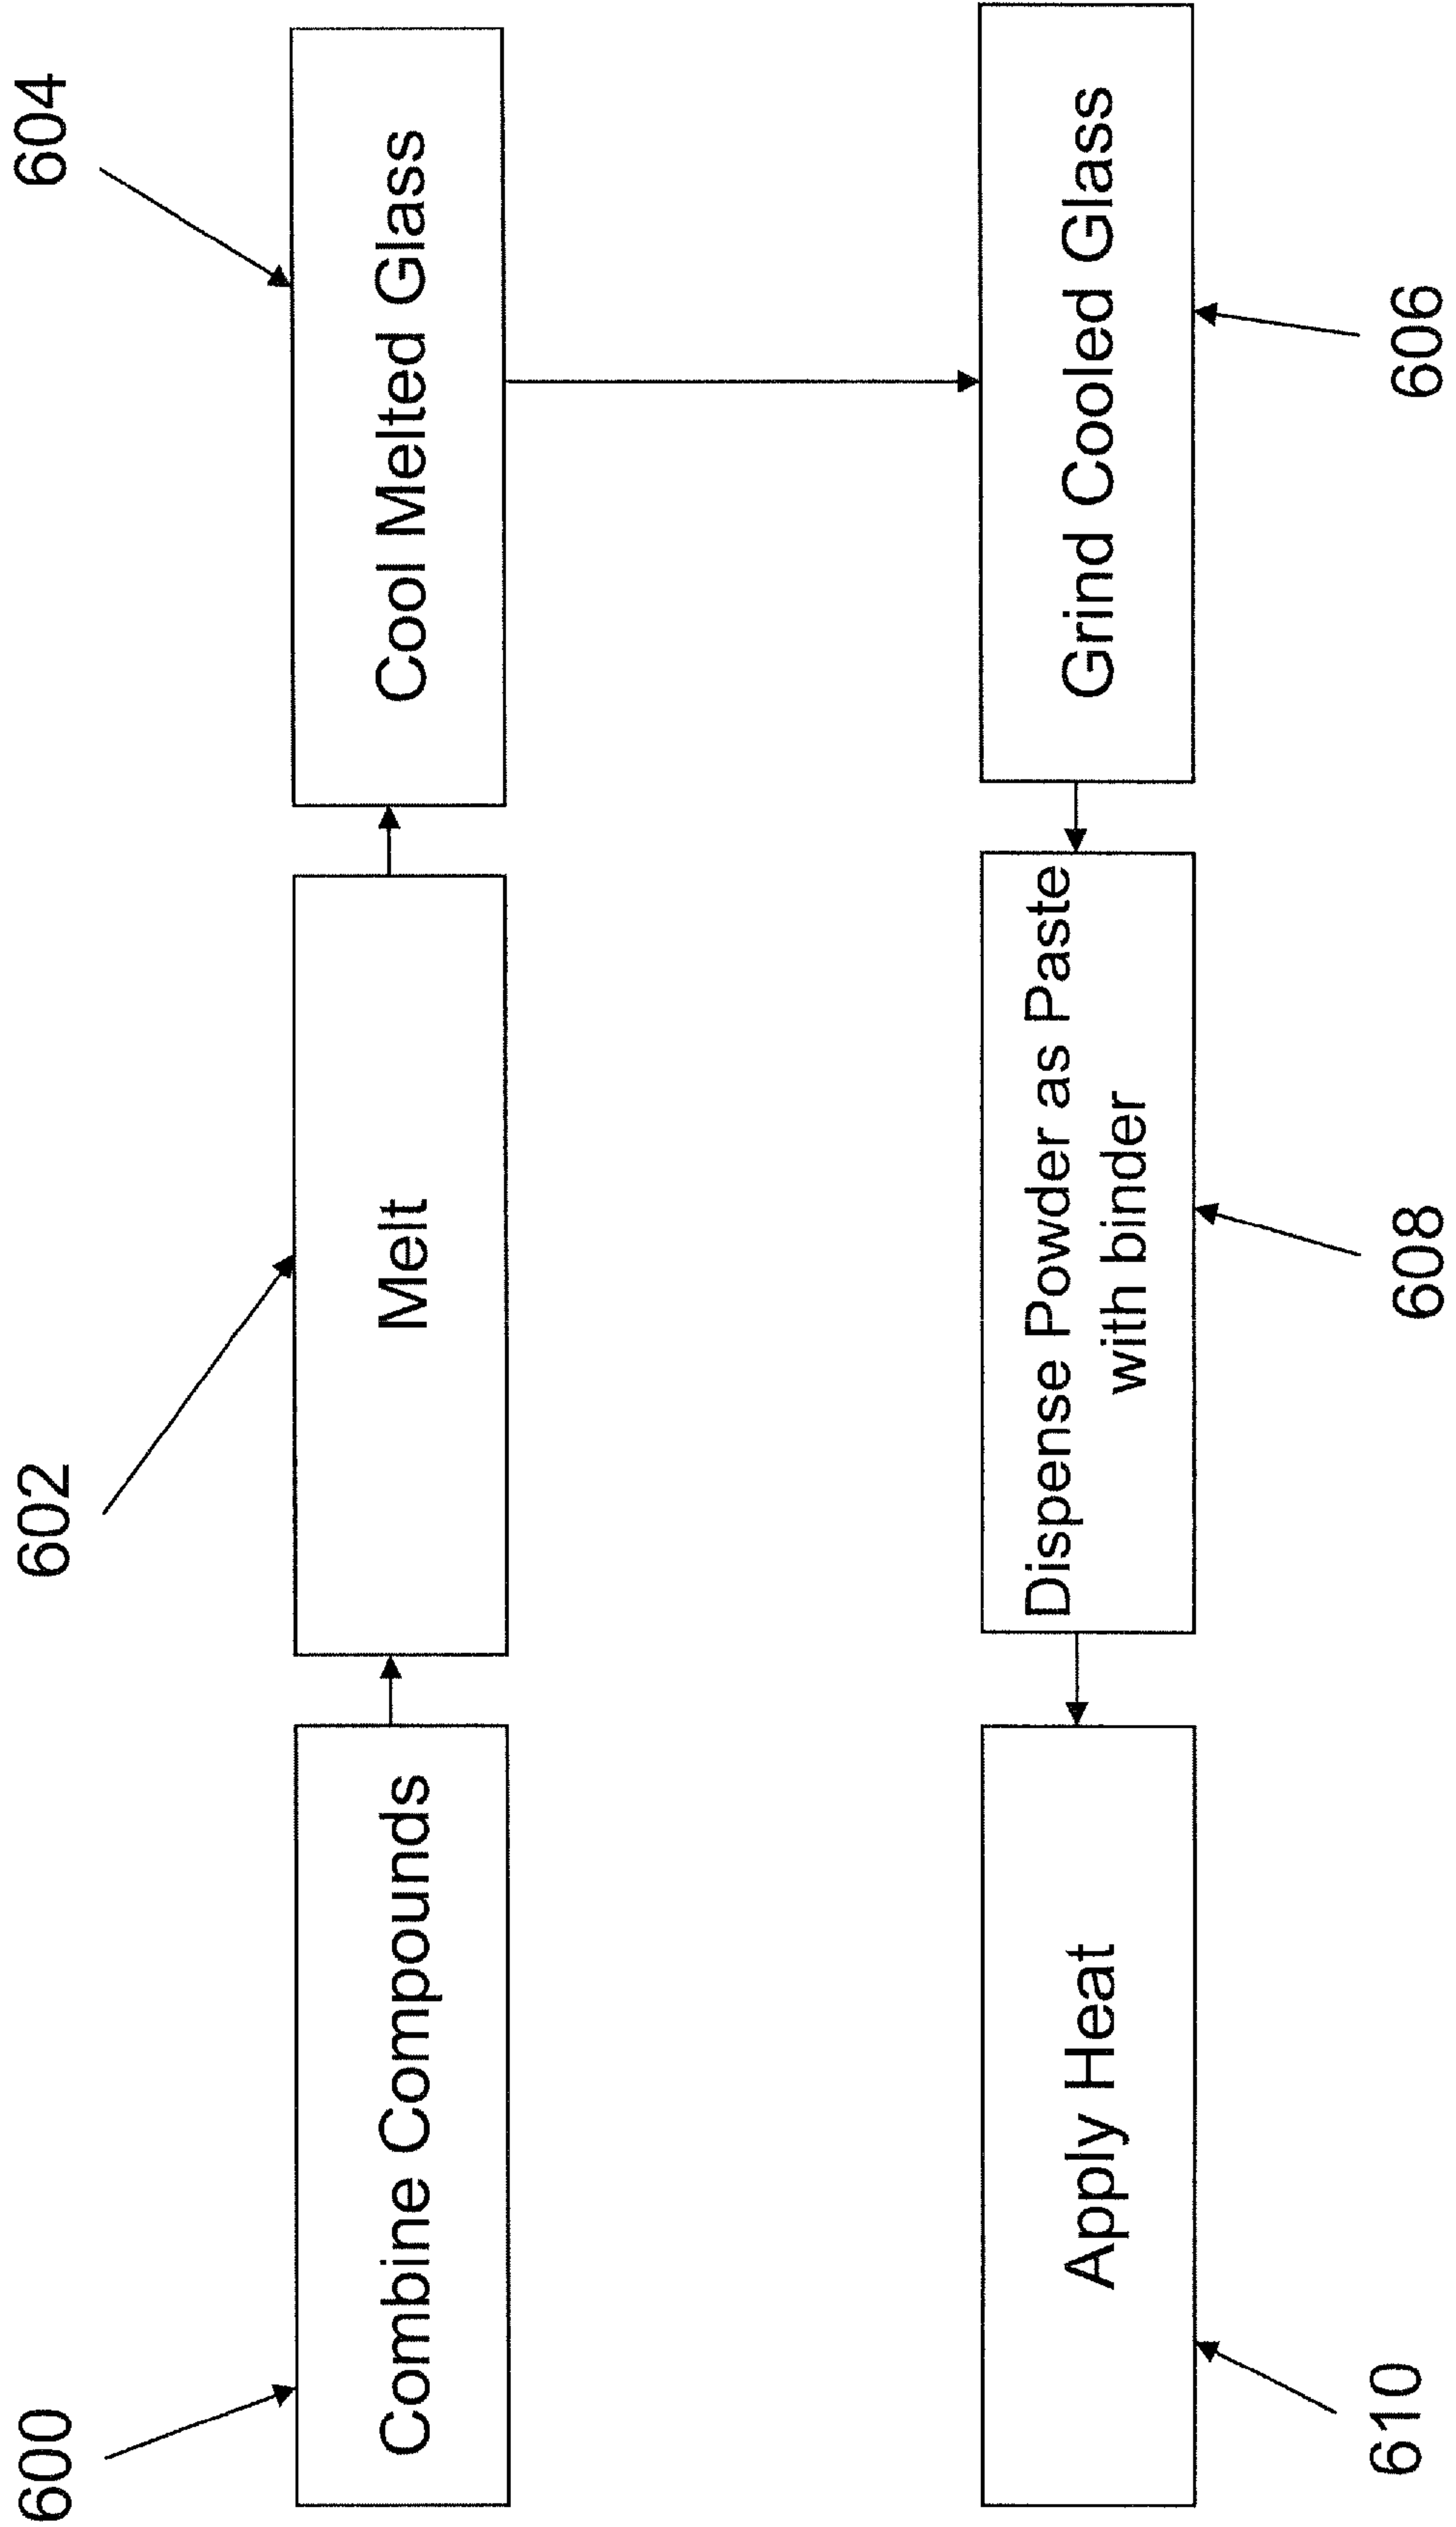 600
602
604
Combine Compounds
Melt
Cool Melted Glass
Apply Heat
Dispense Powder as Paste
with binder
Grind Cooled Glass
610
608
606